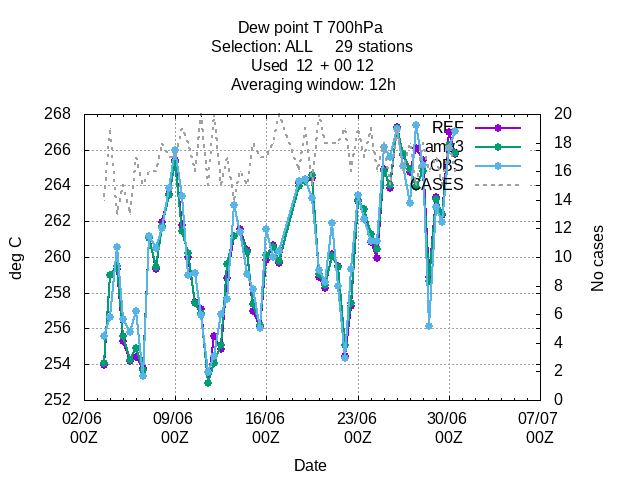 Dew point T 700hPa
Selection: ALL 29 stations
Used 12 + 00 12
Averaging window: 12h
268
266
264
262
260
258
256
254
252
20
18
16
14
12
10
8
6
4
2
0
REF
OBS
CASES
deg C
No cases
02/06 09/06 16/06 23/06 30/06 07/07
00Z 00Z 00Z 00Z 00Z 00Z
Date